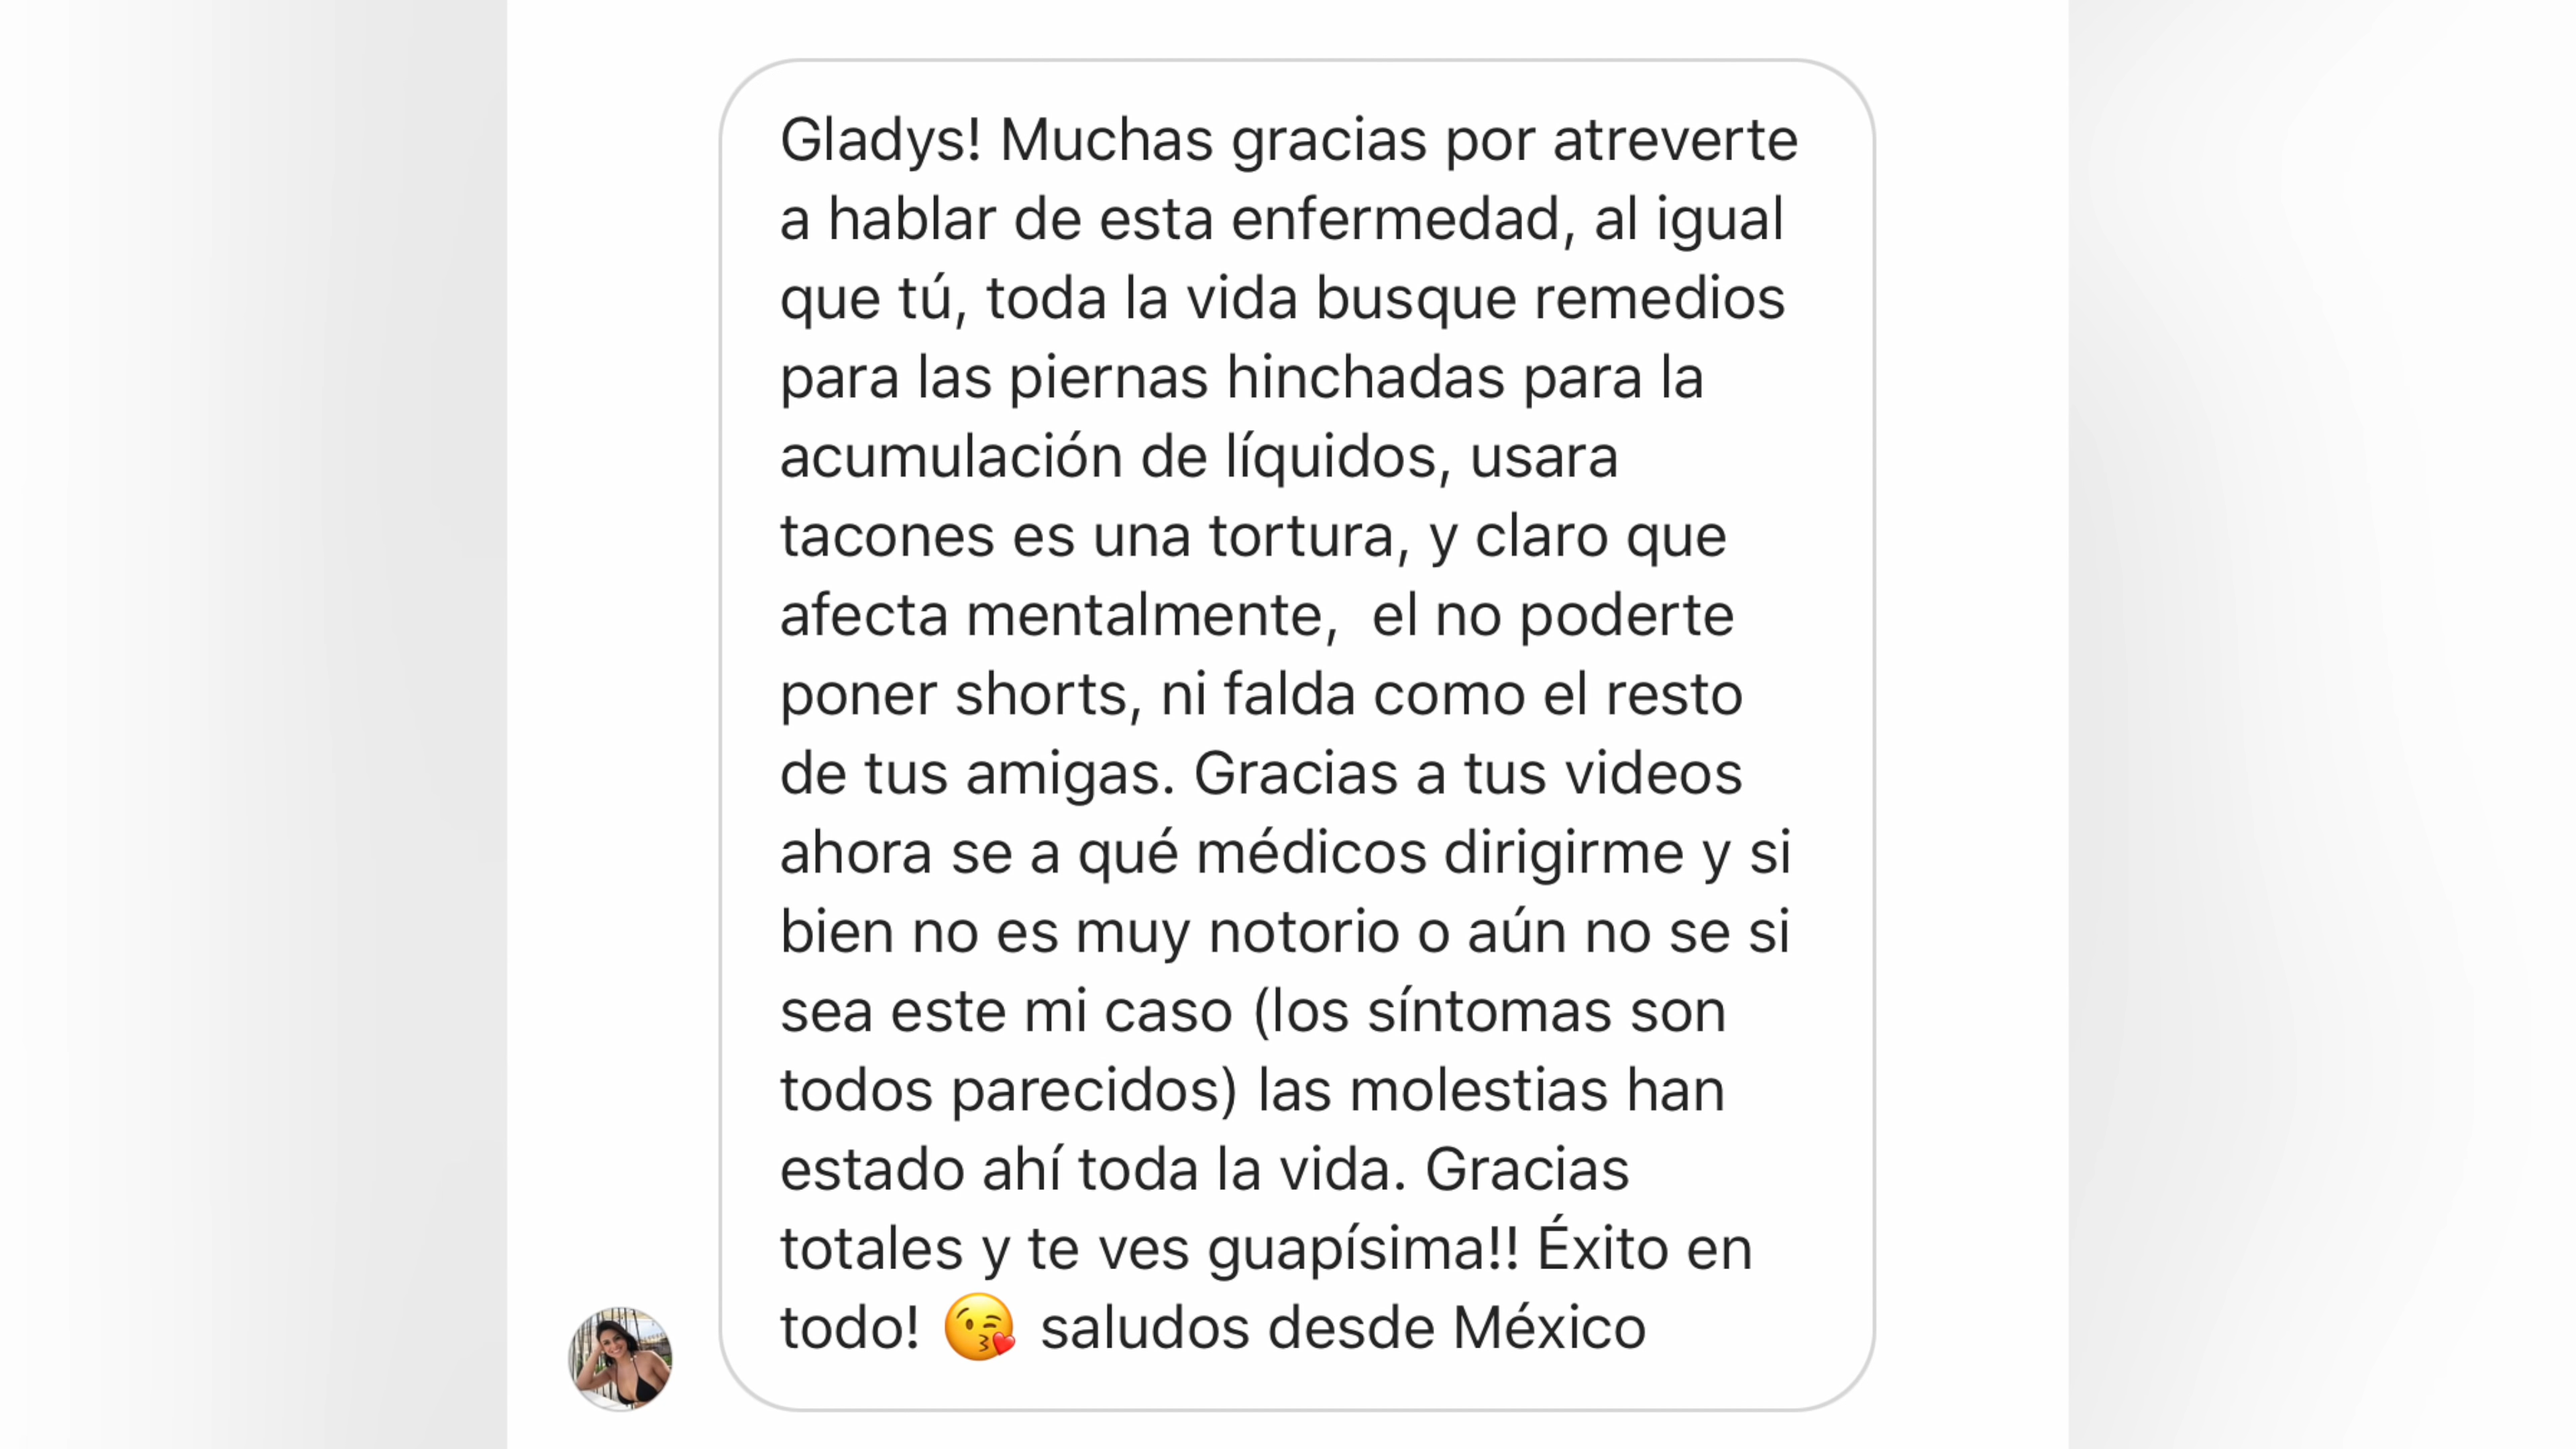 Gladys! Muchas gracias por atreverte
a hablar de esta enfermedad, al igual
que tú, toda la vida busque remedios
para las piernas hinchadas para la
acumulación de líquidos, usara
tacones es una tortura, y claro que
afecta mentalmente,  el no poderte
poner shorts, ni falda como el resto
de tus amigas. Gracias a tus videos
ahora se a qué médicos dirigirme y si
bien no es muy notorio o aún no se si
sea este mi caso (los síntomas son
todos parecidos) las molestias han
estado ahí toda la vida. Gracias
totales y te ves guapísima!! Éxito en
todo! 😘 saludos desde México